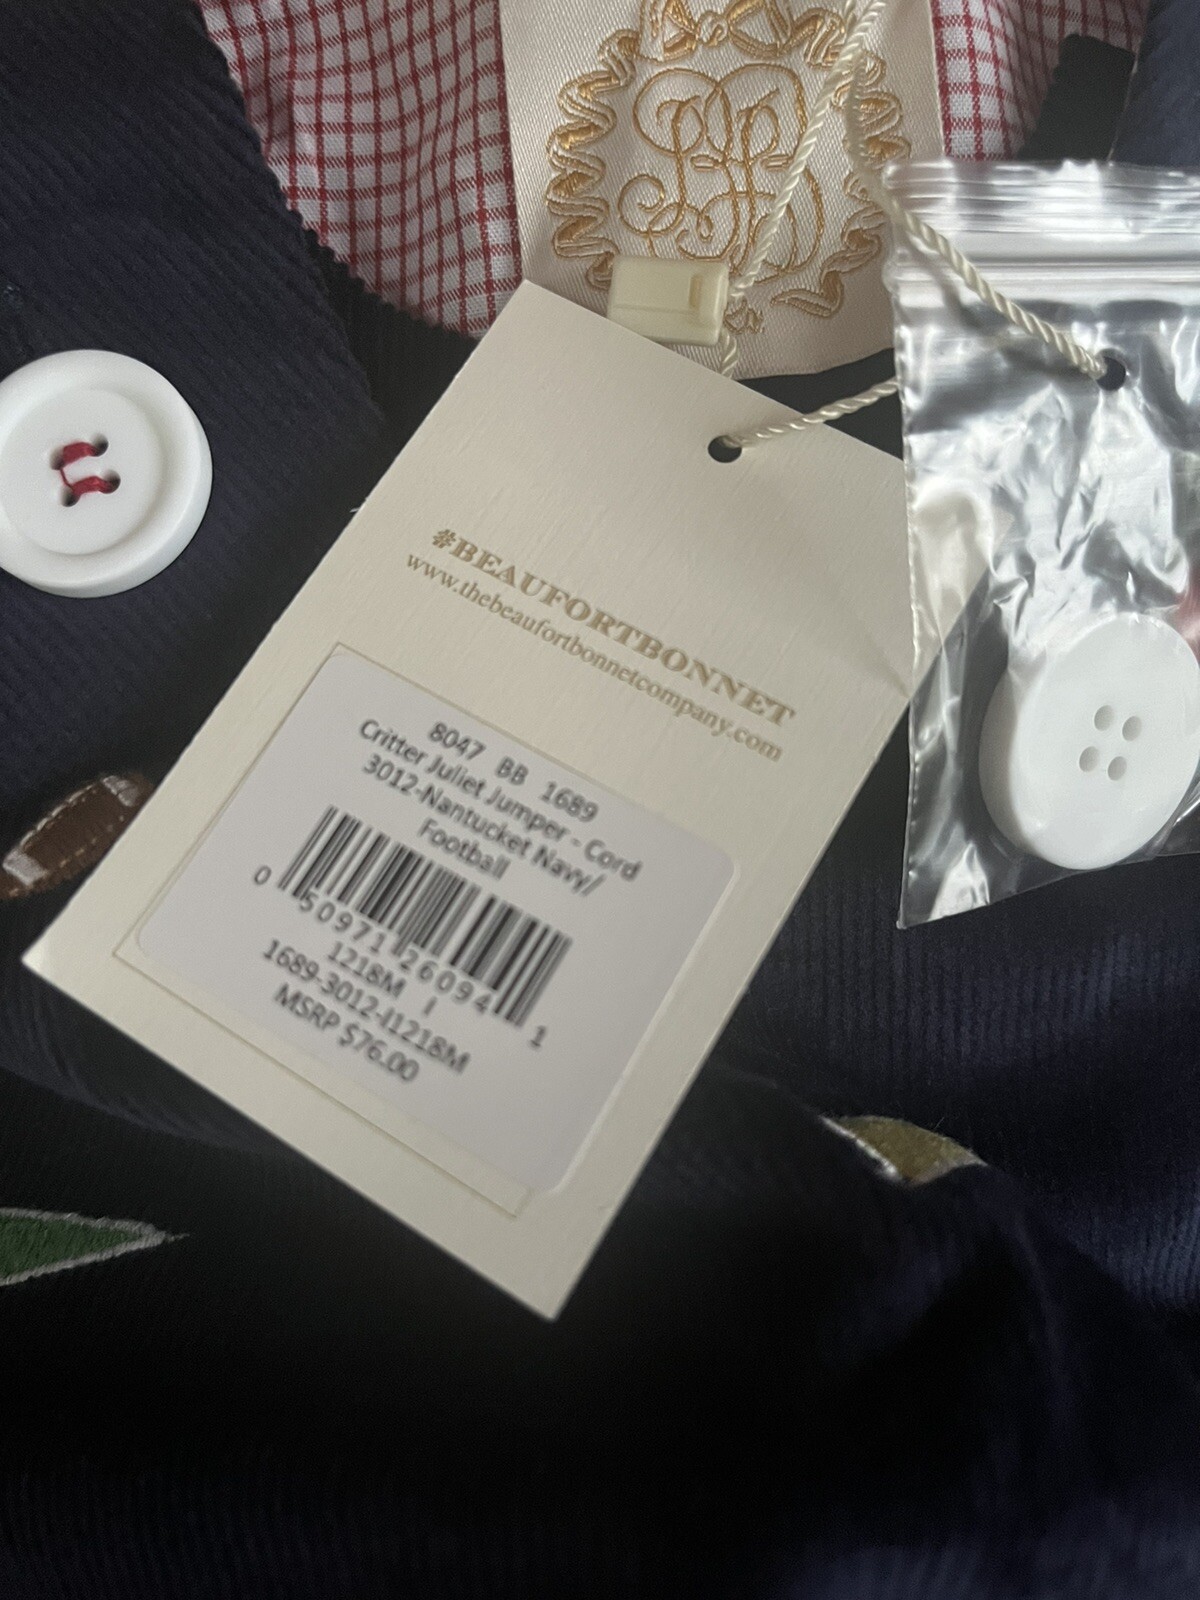 #BEAUFORTBONNET
www.thebeaufortbonnetcompany.com
8047 BB 1689
Critter Juliet Jumper - Cord
3012-Nantucket Navy/
Football
0 50971 26094 1
1218M I
1689-3012-I1218M
MSRP $76.00